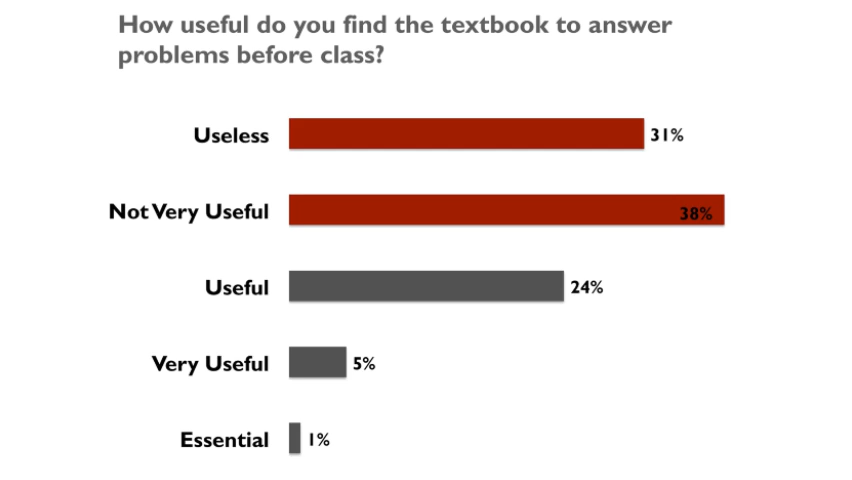 How useful do you find the textbook to answer
problems before class?
Useless 31%
Not Very Useful 38%
Useful 24%
Very Useful 5%
Essential 1%